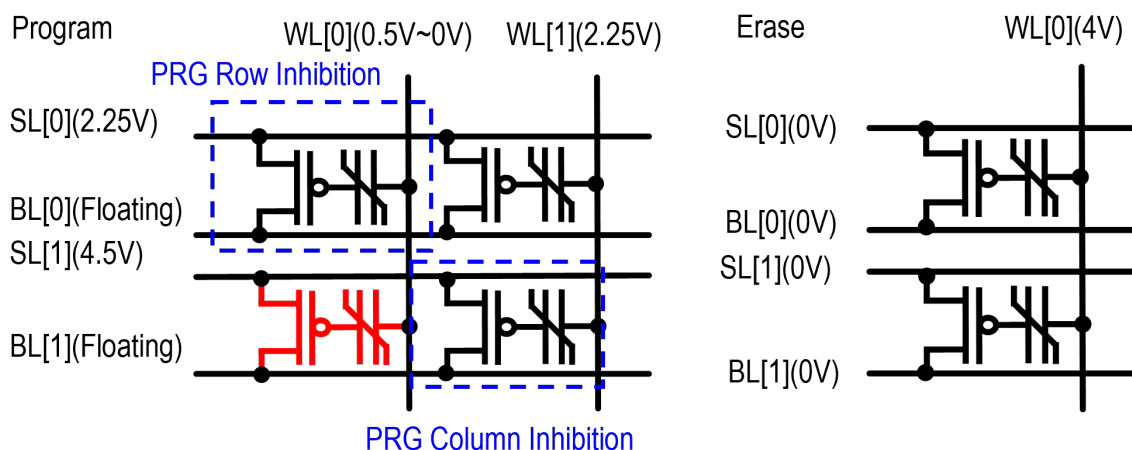 Program
WL[0](0.5V~0V)
WL[1](2.25V)
PRG Row Inhibition
SL[0](2.25V)
BL[0](Floating)
SL[1](4.5V)
BL[1](Floating)
PRG Column Inhibition
Erase
WL[0](4V)
SL[0](0V)
BL[0](0V)
SL[1](0V)
BL[1](0V)